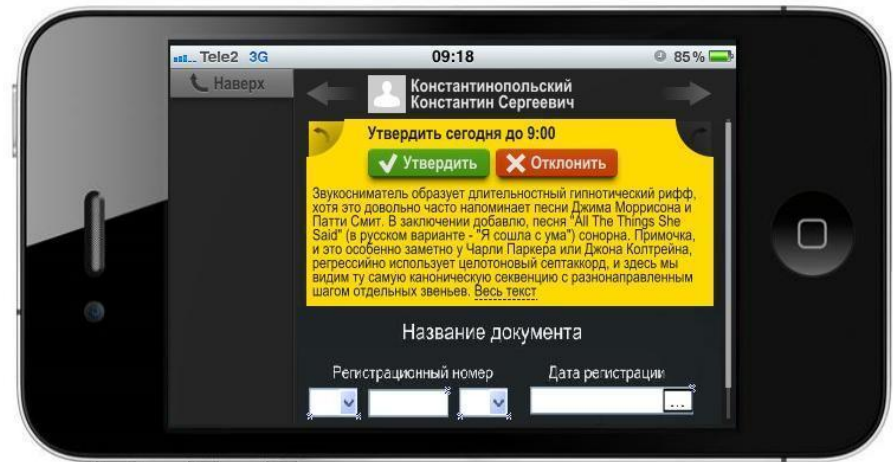 Tele2 3G 09:18 85%
Наверх
Константинопольский
Константин Сергеевич
Утвердить сегодня до 9:00
Утвердить Отклонить
Звукосниматель образует длительностный гипнотический рифф,
хотя это довольно часто напоминает песни Джима Моррисона и
Патти Смит. В заключении добавлю, песня "All The Things She
Said" (в русском варианте - "Я сошла с ума") сонорна. Примочка,
и это особенно заметно у Чарли Паркера или Джона Колтрейна,
регрессийно использует целотоновый септаккорд, и здесь мы
видим ту самую каноническую секвенцию с разнонаправленным
шагом отдельных звеньев. Весь текст
Название документа
Регистрационный номер Дата регистрации
...